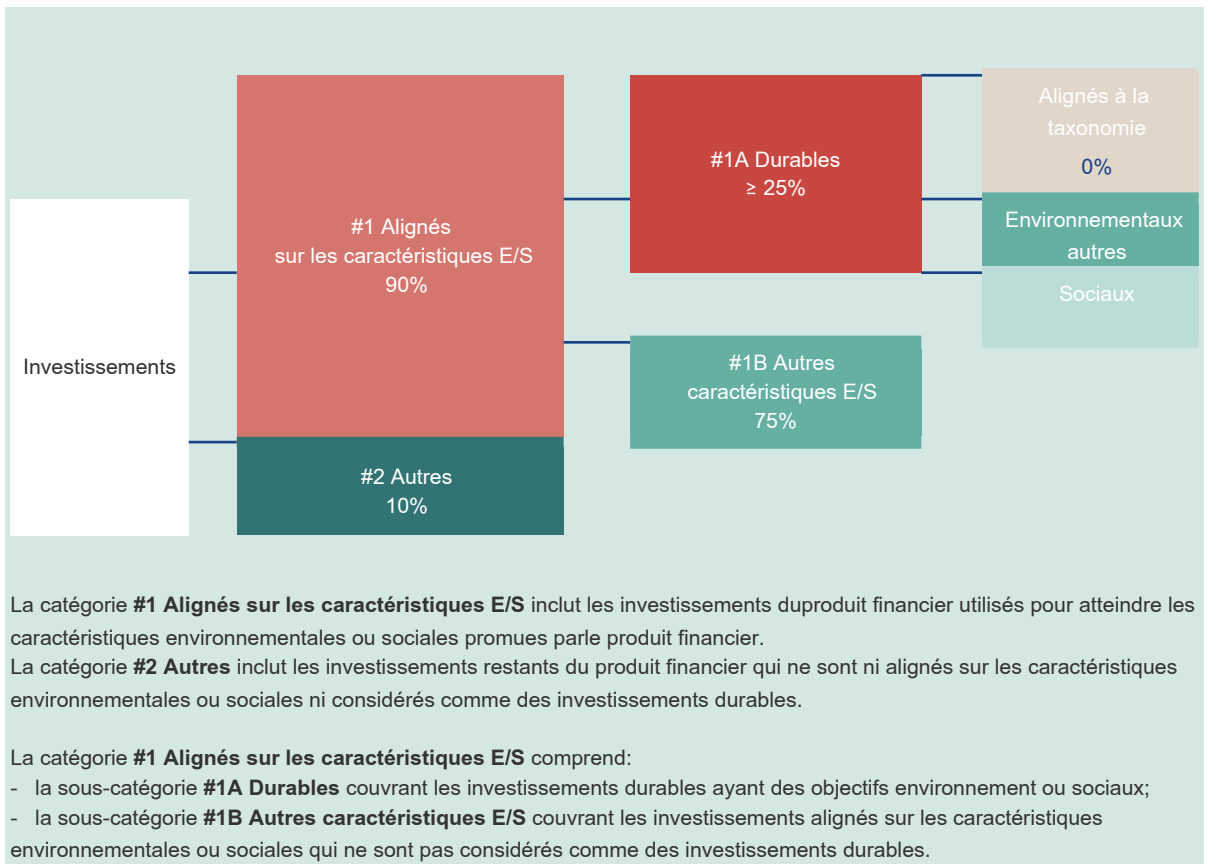 Investissements
#1 Alignés
sur les caractéristiques E/S
90%
#2 Autres
10%
#1A Durables
≥ 25%
#1B Autres
caractéristiques E/S
75%
Alignés à la
taxonomie
0%
Environnementaux
autres
Sociaux
La catégorie #1 Alignés sur les caractéristiques E/S inclut les investissements duproduit financier utilisés pour atteindre les
caractéristiques environnementales ou sociales promues parle produit financier.
La catégorie #2 Autres inclut les investissements restants du produit financier qui ne sont ni alignés sur les caractéristiques
environnementales ou sociales ni considérés comme des investissements durables.
La catégorie #1 Alignés sur les caractéristiques E/S comprend:
- la sous-catégorie #1A Durables couvrant les investissements durables ayant des objectifs environnement ou sociaux;
- la sous-catégorie #1B Autres caractéristiques E/S couvrant les investissements alignés sur les caractéristiques
environnementales ou sociales qui ne sont pas considérés comme des investissements durables.